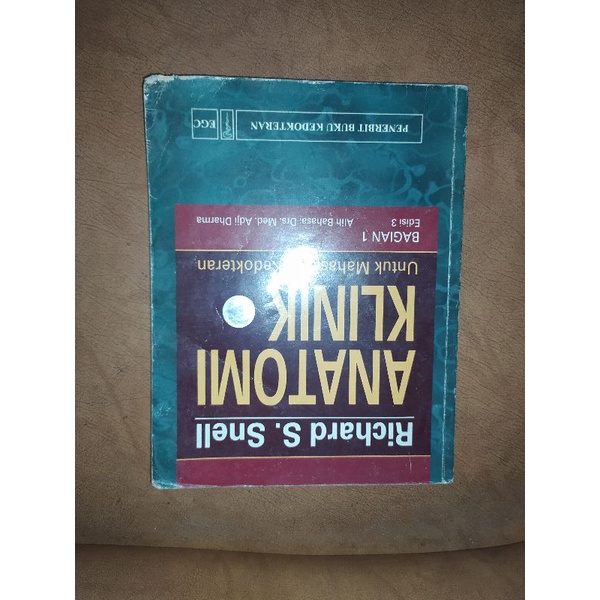 Richard S. Snell
ANATOMI
KLINIK
Untuk Kedokteran
BAGIAN 1
Edisi 3
Alih Bahasa: Drs. Med. Adji Dharma
PENERBIT BUKU KEDOKTERAN
EGC